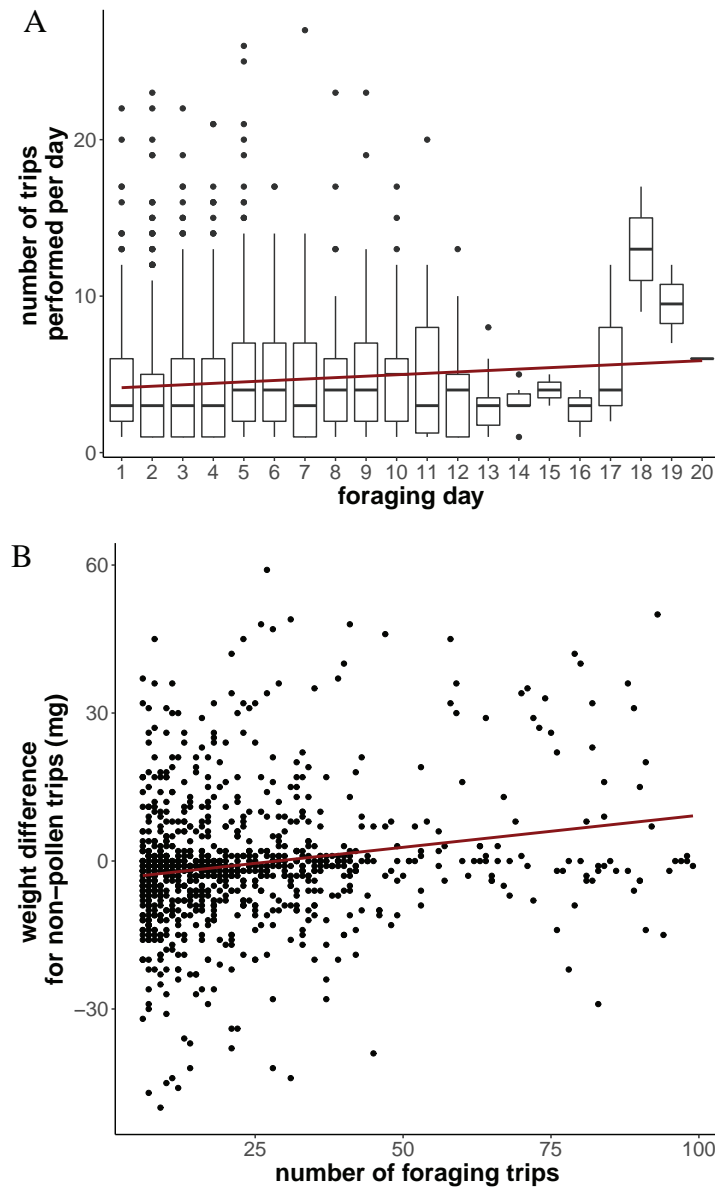 A
number of trips
performed per day
20
10
0
1 2 3 4 5 6 7 8 9 10 11 12 13 14 15 16 17 18 19 20
foraging day
B
weight difference
for non−pollen trips (mg)
60
30
0
−30
25 50 75 100
number of foraging trips